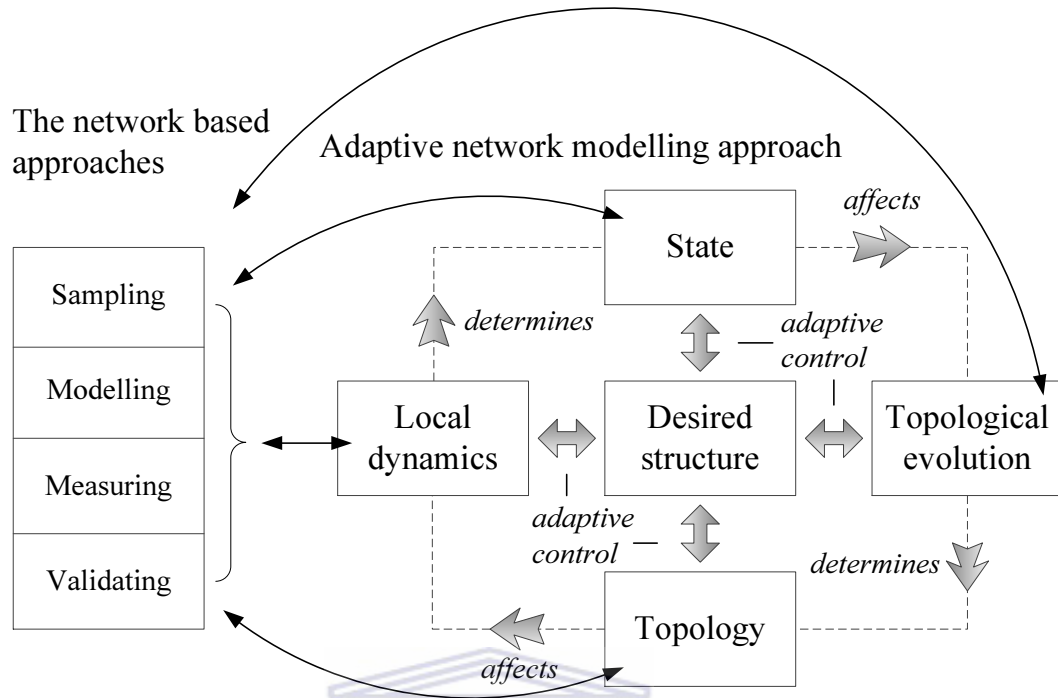 The network based
approaches
Adaptive network modelling approach
affects
State
Sampling
determines
adaptive
control
Modelling
Local
dynamics
Desired
structure
Topological
evolution
Measuring
adaptive
control
determines
Validating
Topology
affects